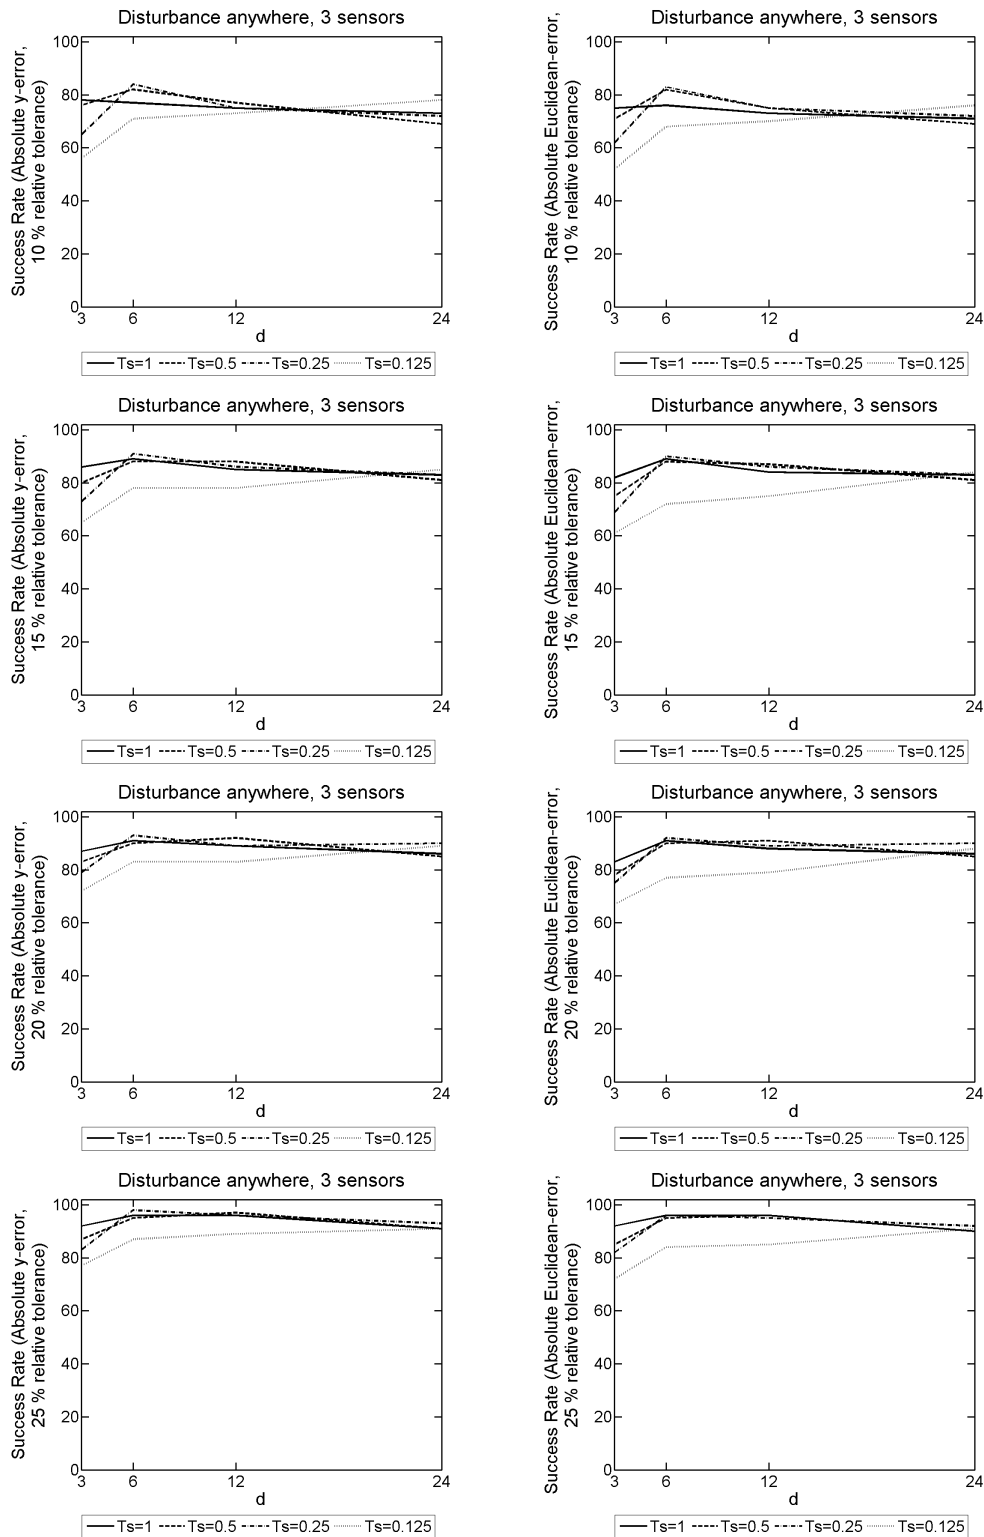 Disturbance anywhere, 3 sensors
Success Rate (Absolute y-error,
10 % relative tolerance)
100
80
60
40
20
0
3 6 12 24
d
Ts=1 Ts=0.5 Ts=0.25 Ts=0.125
Disturbance anywhere, 3 sensors
Success Rate (Absolute Euclidean-error,
10 % relative tolerance)
100
80
60
40
20
0
3 6 12 24
d
Ts=1 Ts=0.5 Ts=0.25 Ts=0.125
Disturbance anywhere, 3 sensors
Success Rate (Absolute y-error,
15 % relative tolerance)
100
80
60
40
20
0
3 6 12 24
d
Ts=1 Ts=0.5 Ts=0.25 Ts=0.125
Disturbance anywhere, 3 sensors
Success Rate (Absolute Euclidean-error,
15 % relative tolerance)
100
80
60
40
20
0
3 6 12 24
d
Ts=1 Ts=0.5 Ts=0.25 Ts=0.125
Disturbance anywhere, 3 sensors
Success Rate (Absolute y-error,
20 % relative tolerance)
100
80
60
40
20
0
3 6 12 24
d
Ts=1 Ts=0.5 Ts=0.25 Ts=0.125
Disturbance anywhere, 3 sensors
Success Rate (Absolute Euclidean-error,
20 % relative tolerance)
100
80
60
40
20
0
3 6 12 24
d
Ts=1 Ts=0.5 Ts=0.25 Ts=0.125
Disturbance anywhere, 3 sensors
Success Rate (Absolute y-error,
25 % relative tolerance)
100
80
60
40
20
0
3 6 12 24
d
Ts=1 Ts=0.5 Ts=0.25 Ts=0.125
Disturbance anywhere, 3 sensors
Success Rate (Absolute Euclidean-error,
25 % relative tolerance)
100
80
60
40
20
0
3 6 12 24
d
Ts=1 Ts=0.5 Ts=0.25 Ts=0.125